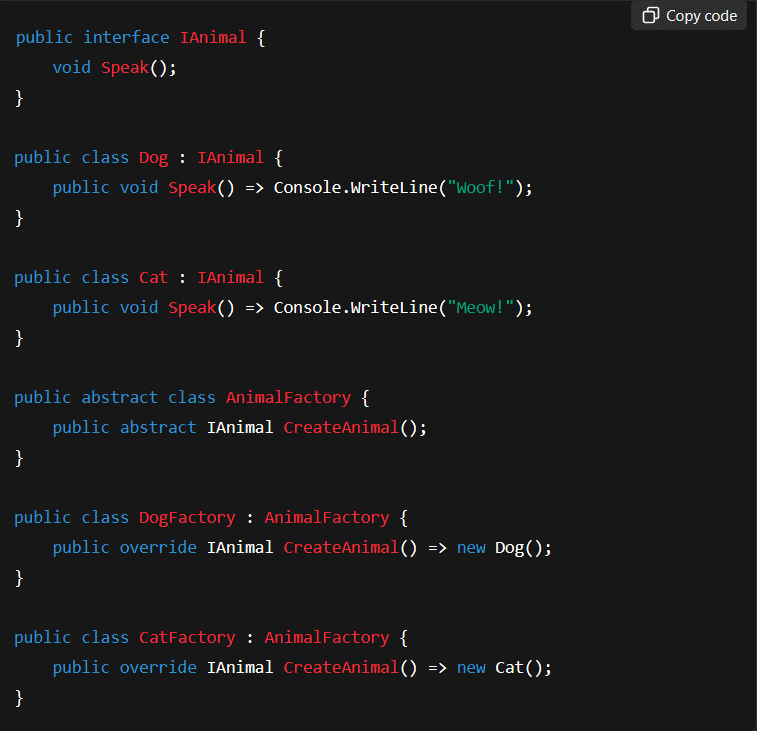 Copy code
public interface IAnimal {
    void Speak();
}

public class Dog : IAnimal {
    public void Speak() => Console.WriteLine("Woof!");
}

public class Cat : IAnimal {
    public void Speak() => Console.WriteLine("Meow!");
}

public abstract class AnimalFactory {
    public abstract IAnimal CreateAnimal();
}

public class DogFactory : AnimalFactory {
    public override IAnimal CreateAnimal() => new Dog();
}

public class CatFactory : AnimalFactory {
    public override IAnimal CreateAnimal() => new Cat();
}